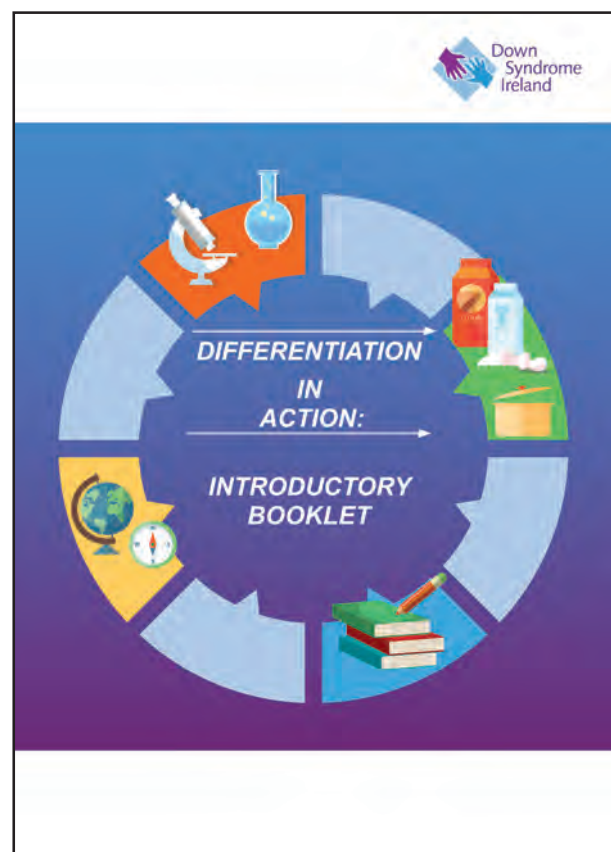 Down
Syndrome
Ireland
DIFFERENTIATION
IN
ACTION:
INTRODUCTORY
BOOKLET